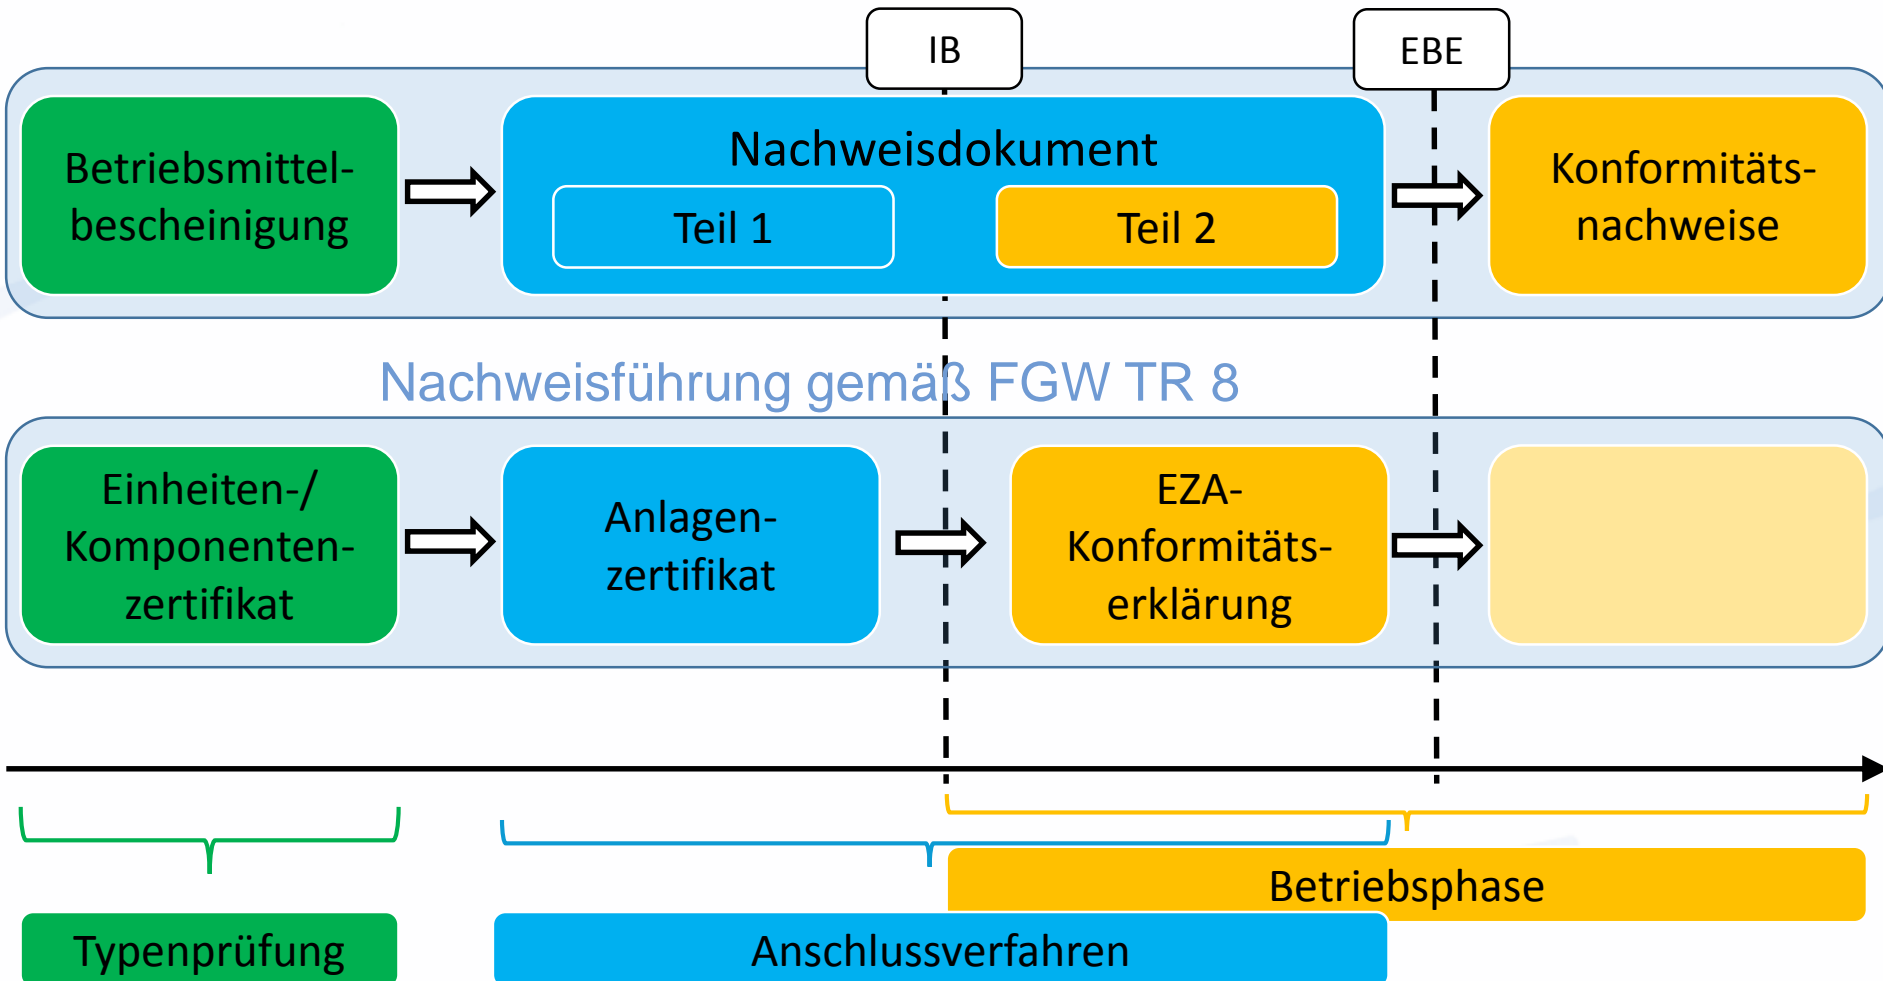 IB
EBE
Betriebsmittel-
bescheinigung
Nachweisdokument
Teil 1
Teil 2
Konformitäts-
nachweise
Nachweisführung gemäß FGW TR 8
Einheiten-/
Komponenten-
zertifikat
Anlagen-
zertifikat
EZA-
Konformitäts-
erklärung
Betriebsphase
Typenprüfung
Anschlussverfahren